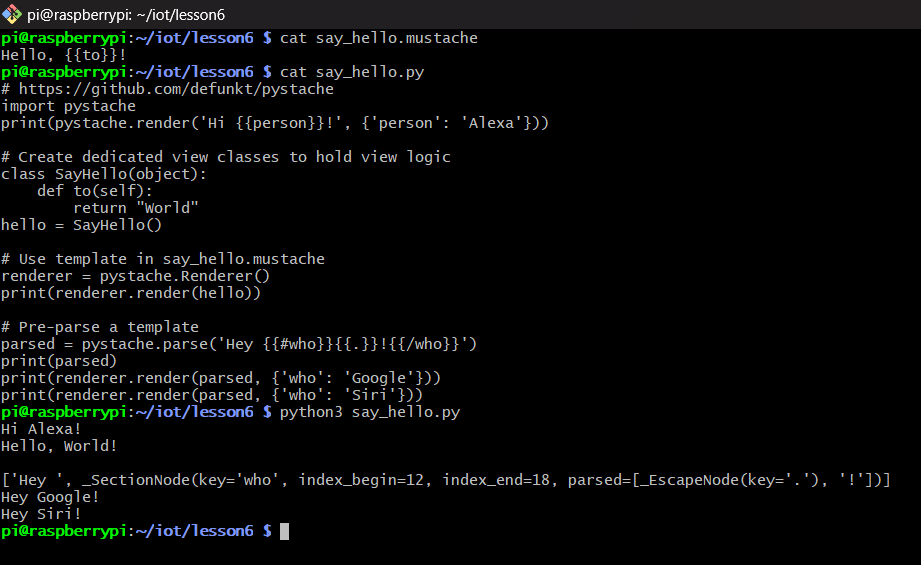 pi@raspberrypi: ~/iot/lesson6
pi@raspberrypi:~/iot/lesson6 $ cat say_hello.mustache
Hello, {{to}}!
pi@raspberrypi:~/iot/lesson6 $ cat say_hello.py
# https://github.com/defunkt/pystache
import pystache
print(pystache.render('Hi {{person}}!', {'person': 'Alexa'}))

# Create dedicated view classes to hold view logic
class SayHello(object):
    def to(self):
        return "World"
hello = SayHello()

# Use template in say_hello.mustache
renderer = pystache.Renderer()
print(renderer.render(hello))

# Pre-parse a template
parsed = pystache.parse('Hey {{#who}}{{.}}!{{/who}}')
print(parsed)
print(renderer.render(parsed, {'who': 'Google'}))
print(renderer.render(parsed, {'who': 'Siri'}))
pi@raspberrypi:~/iot/lesson6 $ python3 say_hello.py
Hi Alexa!
Hello, World!

['Hey ', _SectionNode(key='who', index_begin=12, index_end=18, parsed=[_EscapeNode(key='.'), '!'])]
Hey Google!
Hey Siri!
pi@raspberrypi:~/iot/lesson6 $